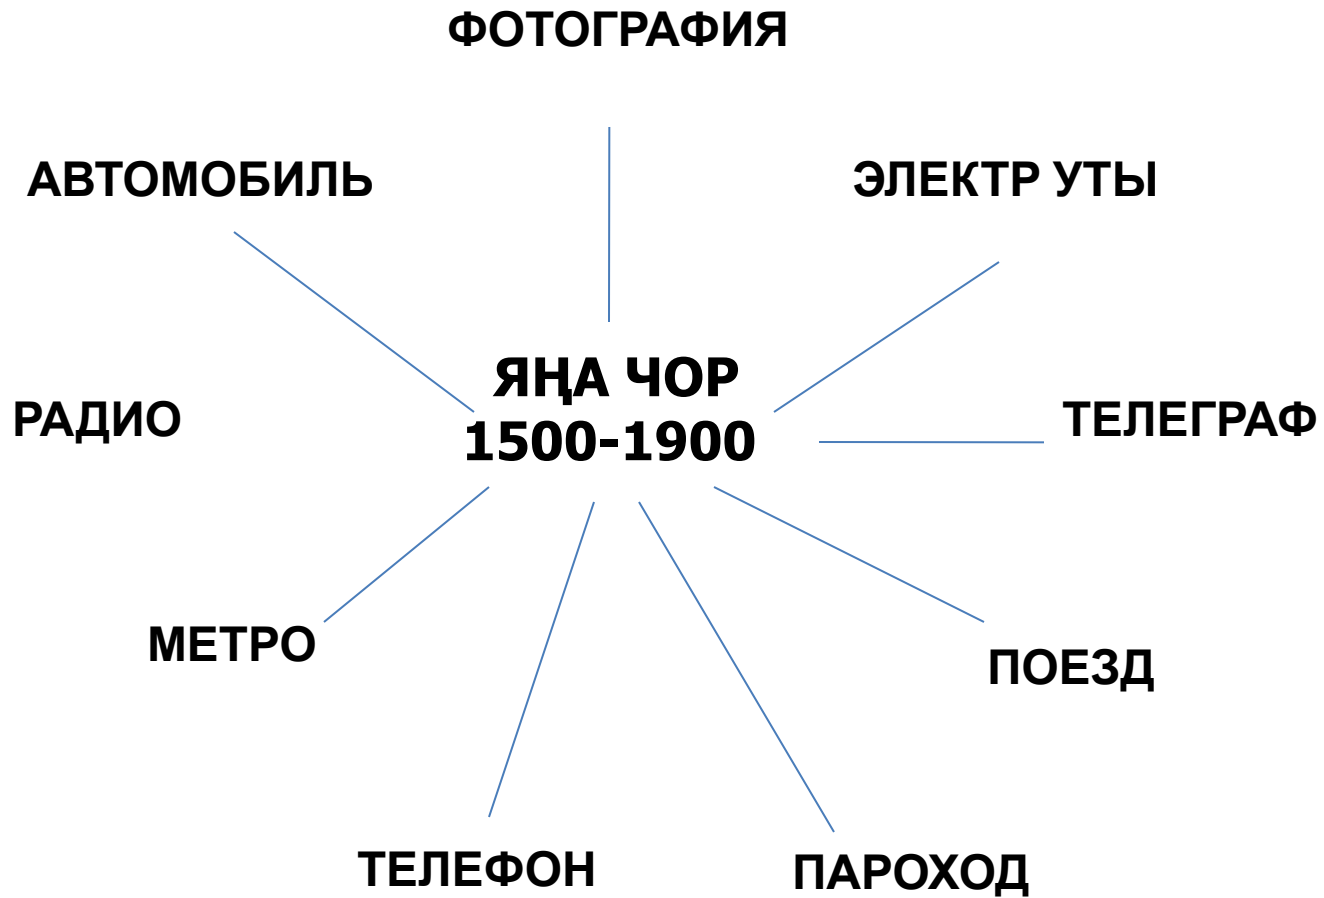 ФОТОГРАФИЯ
АВТОМОБИЛЬ
ЭЛЕКТР УТЫ
ЯҢА ЧОР
1500-1900
РАДИО
ТЕЛЕГРАФ
МЕТРО
ПОЕЗД
ТЕЛЕФОН
ПАРОХОД